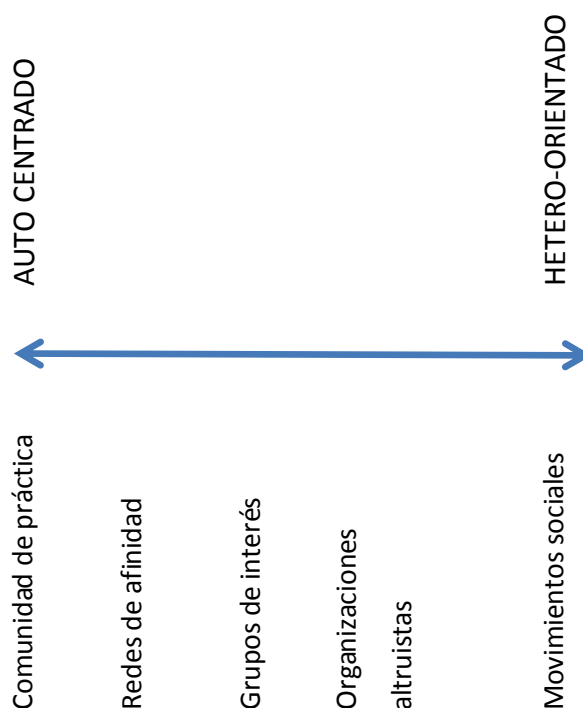 AUTO CENTRADO
HETERO-ORIENTADO
Comunidad de práctica
Redes de afinidad
Grupos de interés
Organizaciones
altruistas
Movimientos sociales